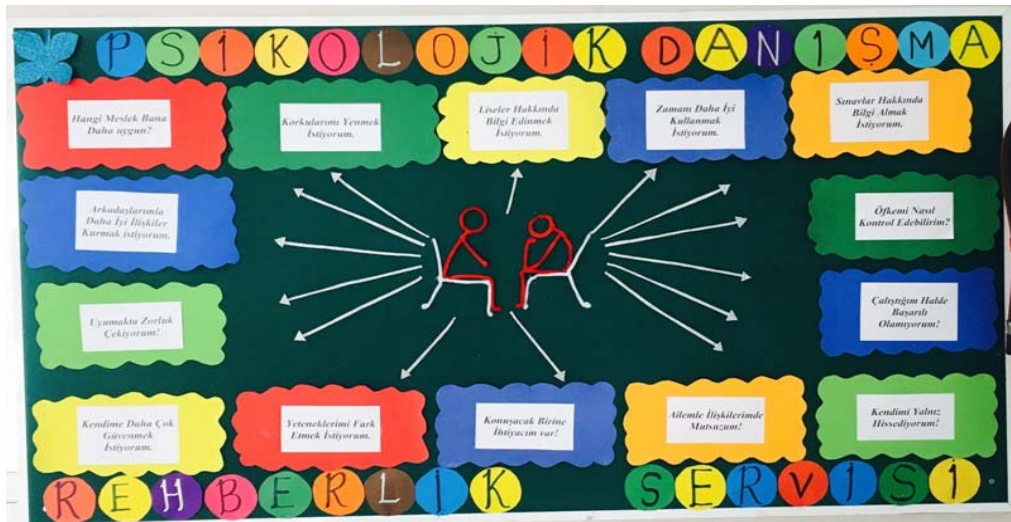 PSİKOLOJİK DANIŞMA
Hangi Meslek Bana
Daha uygun?
Korkularımı Yenmek
İstiyorum.
Liseler Hakkında
Bilgi Edinmek
İstiyorum.
Zamanı Daha İyi
Kullanmak
İstiyorum.
Sınavlar Hakkında
Bilgi Almak
İstiyorum.
Arkadaşlarımla
Daha İyi İlişkiler
Kurmak istiyorum.
Öfkemi Nasıl
Kontrol Edebilirim?
Uyumakta Zorluk
Çekiyorum!
Çalıştığım Halde
Başarılı
Olamıyorum!
Kendime Daha Çok
Güvenmek
İstiyorum.
Yeteneklerimi Fark
Etmek İstiyorum.
Konuşacak Birine
İhtiyacım var!
Ailemle İlişkilerimde
Mutsuzum!
Kendimi Yalnız
Hissediyorum!
REHBERLİK SERVİSİ